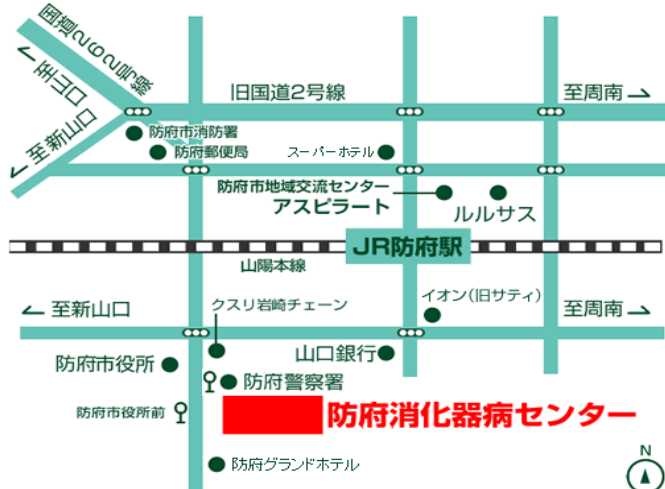 国道262号線
至山口
至新山口
旧国道2号線
至周南
防府市消防署
防府郵便局
スーパーホテル
防府市地域交流センター
アスピラート
ルルサス
JR防府駅
山陽本線
至新山口
クスリ岩崎チェーン
イオン(旧サティ)
至周南
防府市役所
山口銀行
防府警察署
防府市役所前
防府消化器病センター
防府グランドホテル
N